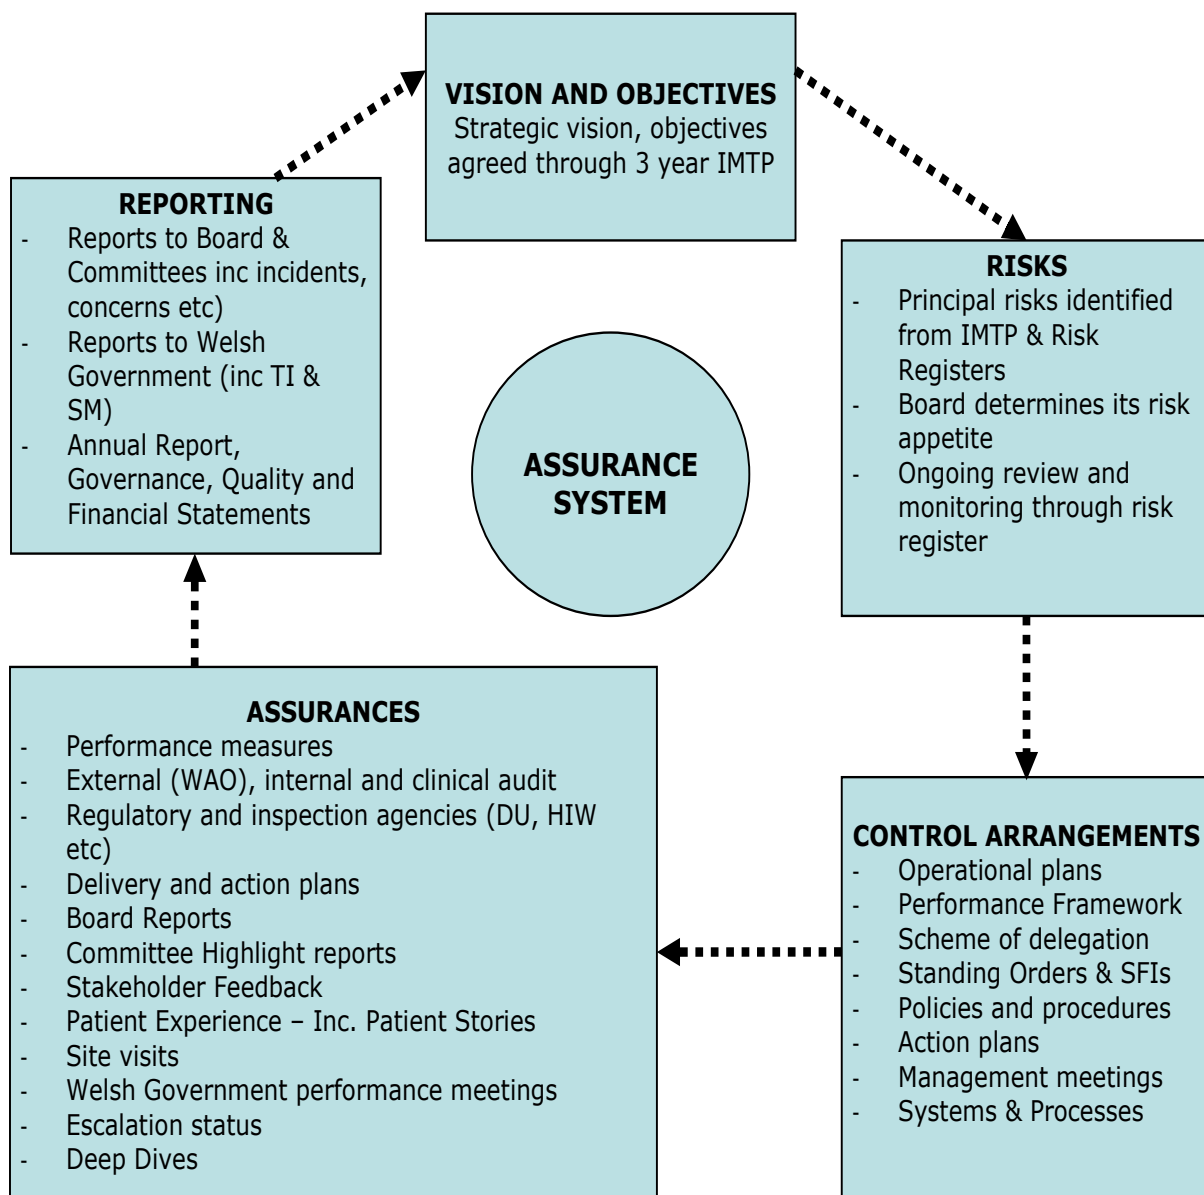 VISION AND OBJECTIVES
Strategic vision, objectives
agreed through 3 year IMTP
REPORTING
- Reports to Board &
Committees inc incidents,
concerns etc)
- Reports to Welsh
Government (inc TI &
SM)
- Annual Report,
Governance, Quality and
Financial Statements
RISKS
- Principal risks identified
from IMTP & Risk
Registers
- Board determines its risk
appetite
- Ongoing review and
monitoring through risk
register
ASSURANCE
SYSTEM
ASSURANCES
- Performance measures
- External (WAO), internal and clinical audit
- Regulatory and inspection agencies (DU, HIW
etc)
- Delivery and action plans
- Board Reports
- Committee Highlight reports
- Stakeholder Feedback
- Patient Experience – Inc. Patient Stories
- Site visits
- Welsh Government performance meetings
- Escalation status
- Deep Dives
CONTROL ARRANGEMENTS
- Operational plans
- Performance Framework
- Scheme of delegation
- Standing Orders & SFIs
- Policies and procedures
- Action plans
- Management meetings
- Systems & Processes